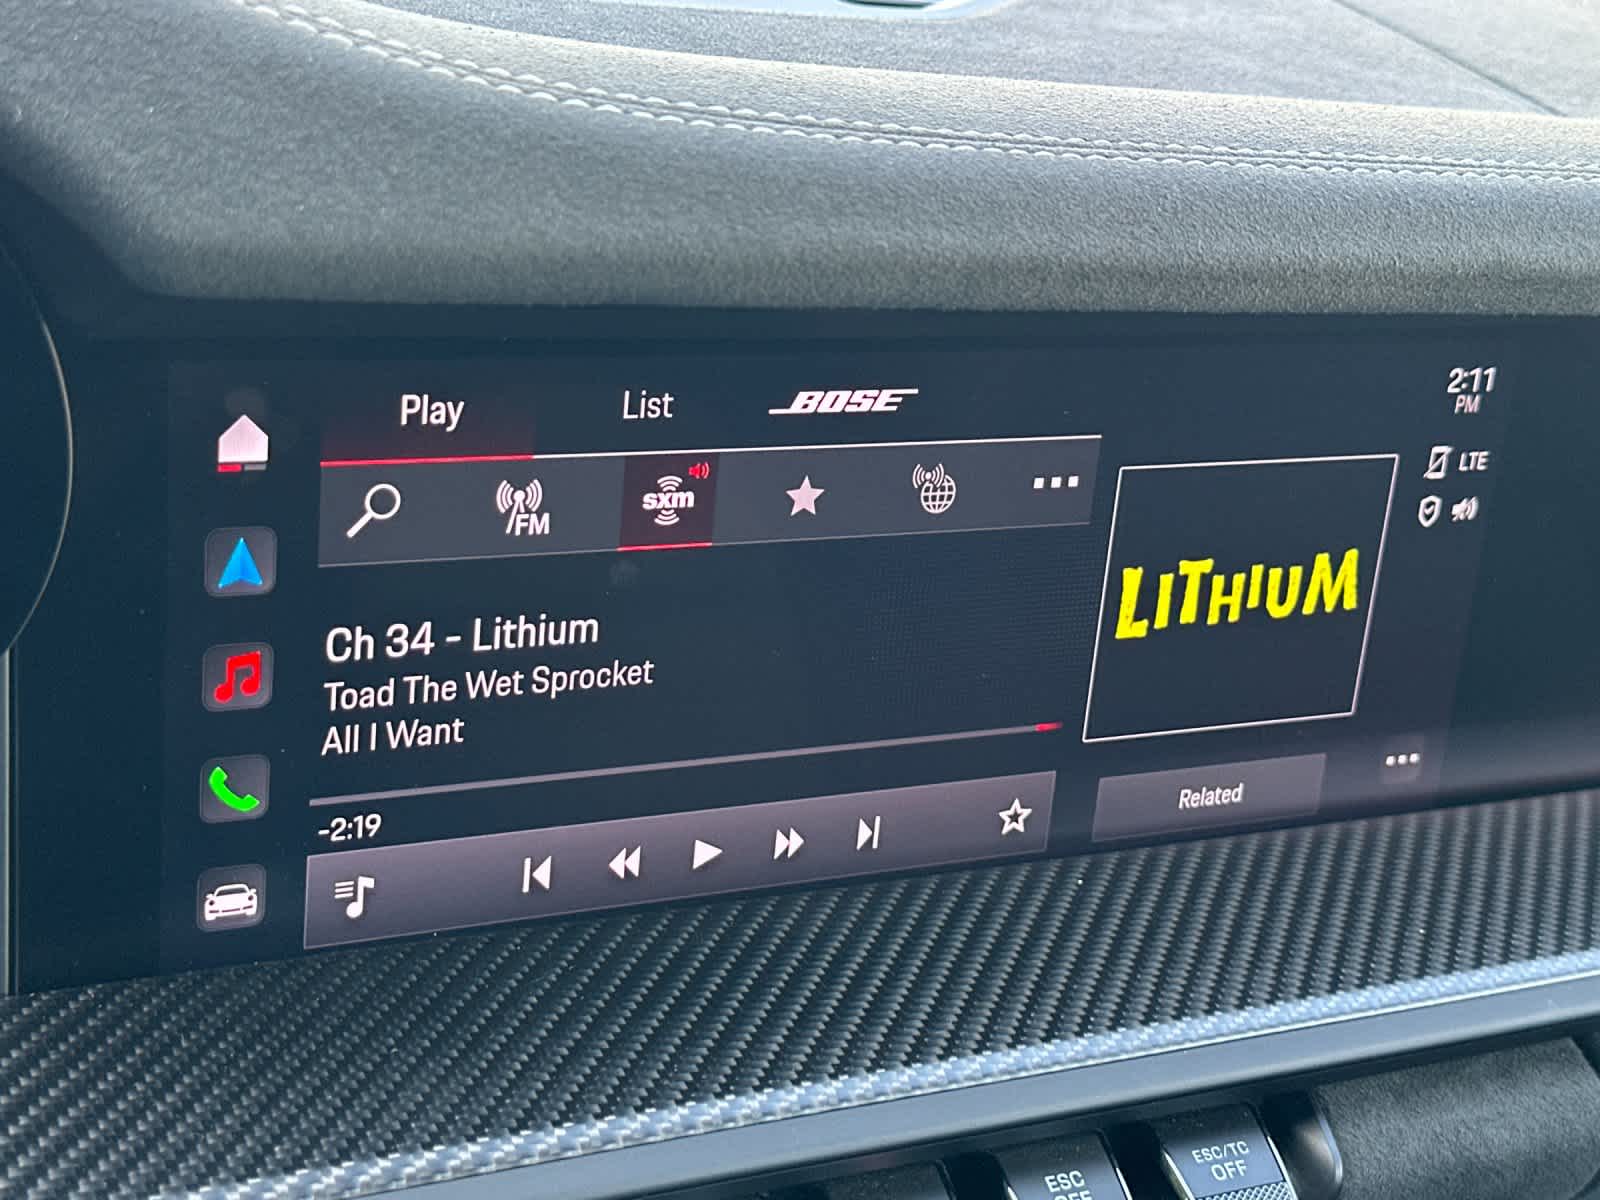 Play
List
BOSE
2:11
PM
FM
sxm
LTE
LITHIUM
Ch 34 - Lithium
Toad The Wet Sprocket
All I Want
-2:19
Related
ESC
OFF
ESC/TC
OFF